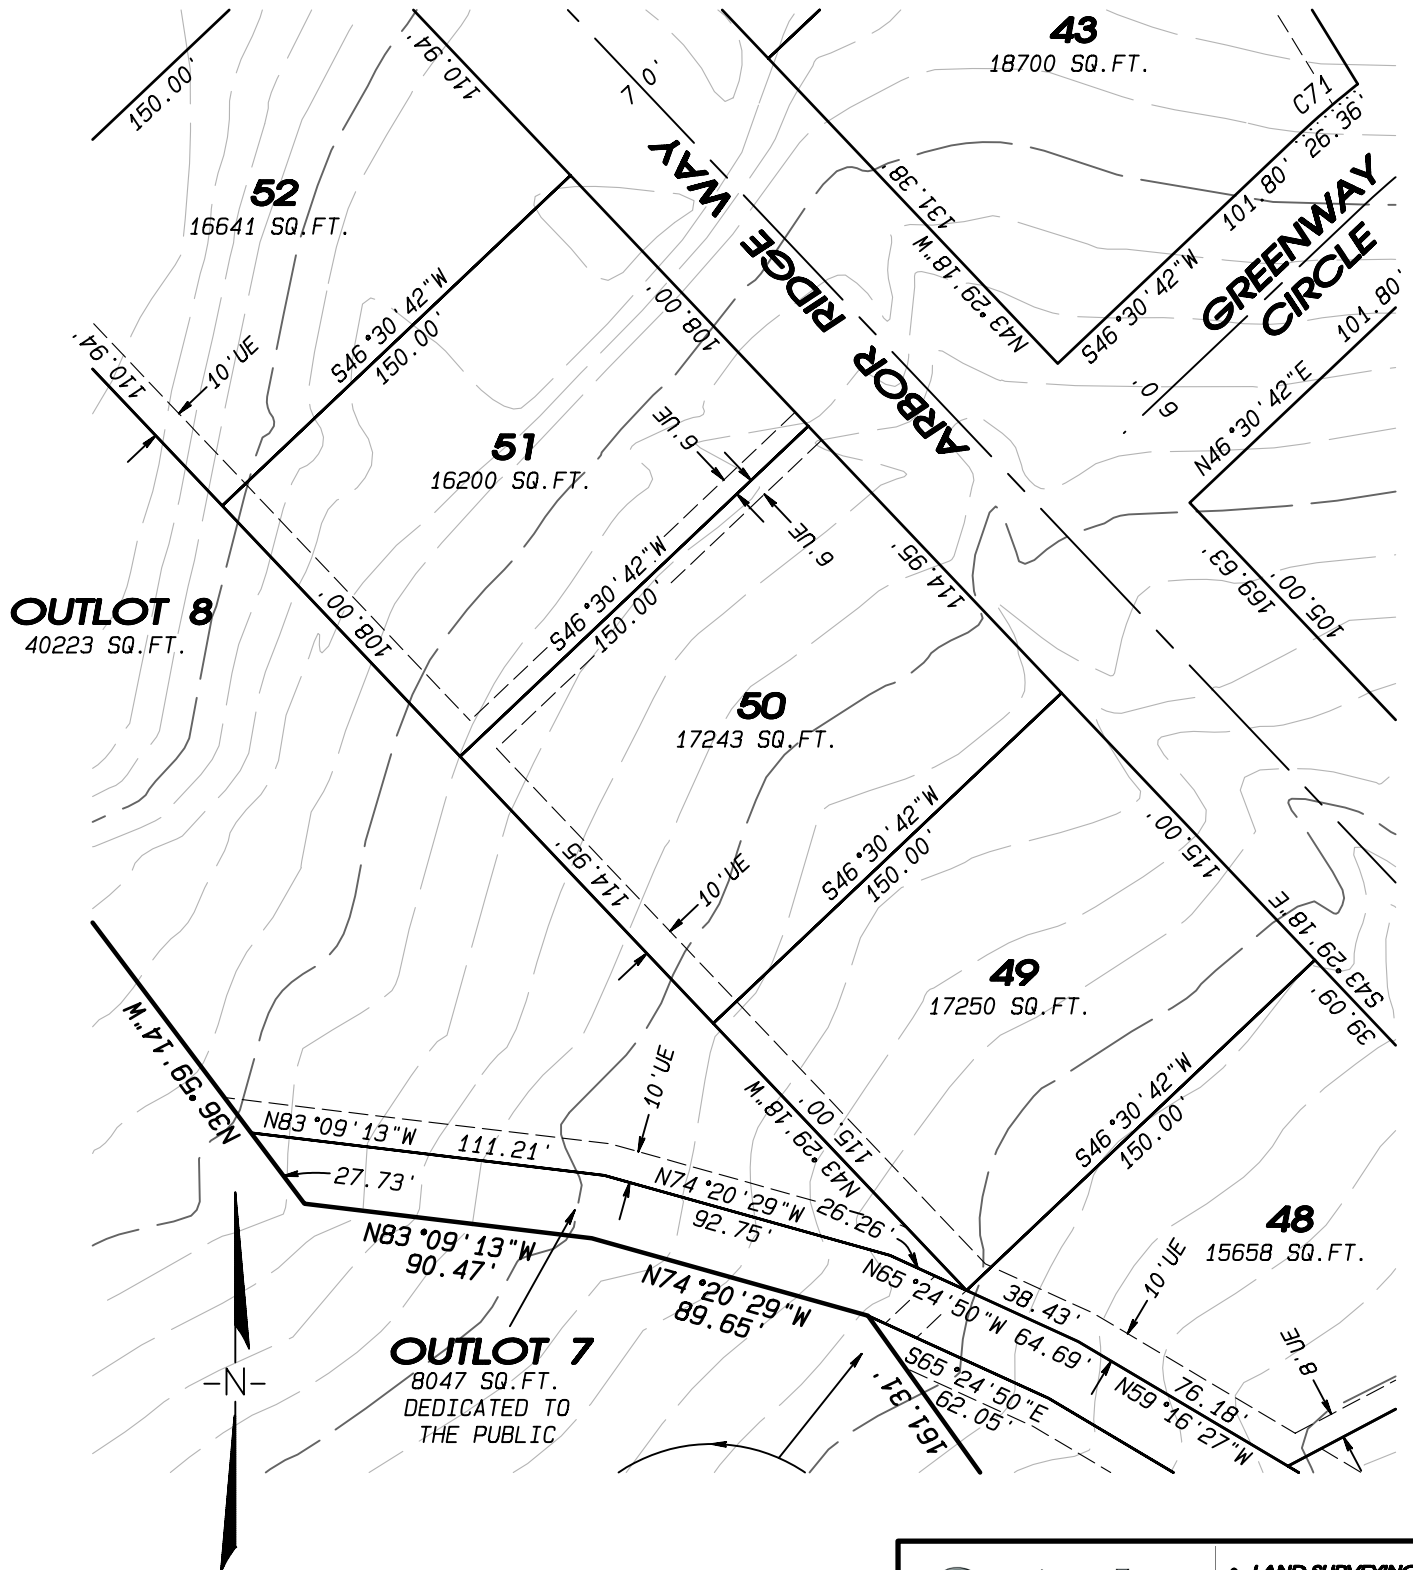 43
18700 SQ.FT.
C71
26.36'
101.80'
S46°30'42"W
GREENWAY
CIRCLE
101.80'
N46°30'42"E
60'
169.63'
105.00'
150.00'
110.94'
70'
ARBOR RIDGE WAY
131.38'
N43°29'18"W
52
16641 SQ.FT.
S46°30'42"W
150.00'
110.94'
10'UE
108.00'
51
16200 SQ.FT.
6'UE
6'UE
S46°30'42"W
150.00'
108.00'
OUTLOT 8
40223 SQ.FT.
114.95'
50
17243 SQ.FT.
S46°30'42"W
150.00'
114.95'
10'UE
115.00'
S43°29'18"E
39.09'
49
17250 SQ.FT.
S46°30'42"W
150.00'
N43°29'18"W
115.00'
N36°59'14"W
N83°09'13"W 111.21'
27.73'
10'UE
N74°20'29"W
92.75'
26.26'
N83°09'13"W
90.47'
N74°20'29"W
89.65'
N65°24'50"W 64.69'
38.43'
48
15658 SQ.FT.
10'UE
8'UE
76.18'
N59°16'27"W
S65°24'50"E
62.05'
161.31'
OUTLOT 7
8047 SQ.FT.
DEDICATED TO
THE PUBLIC
-N-
LAND SURVEYING